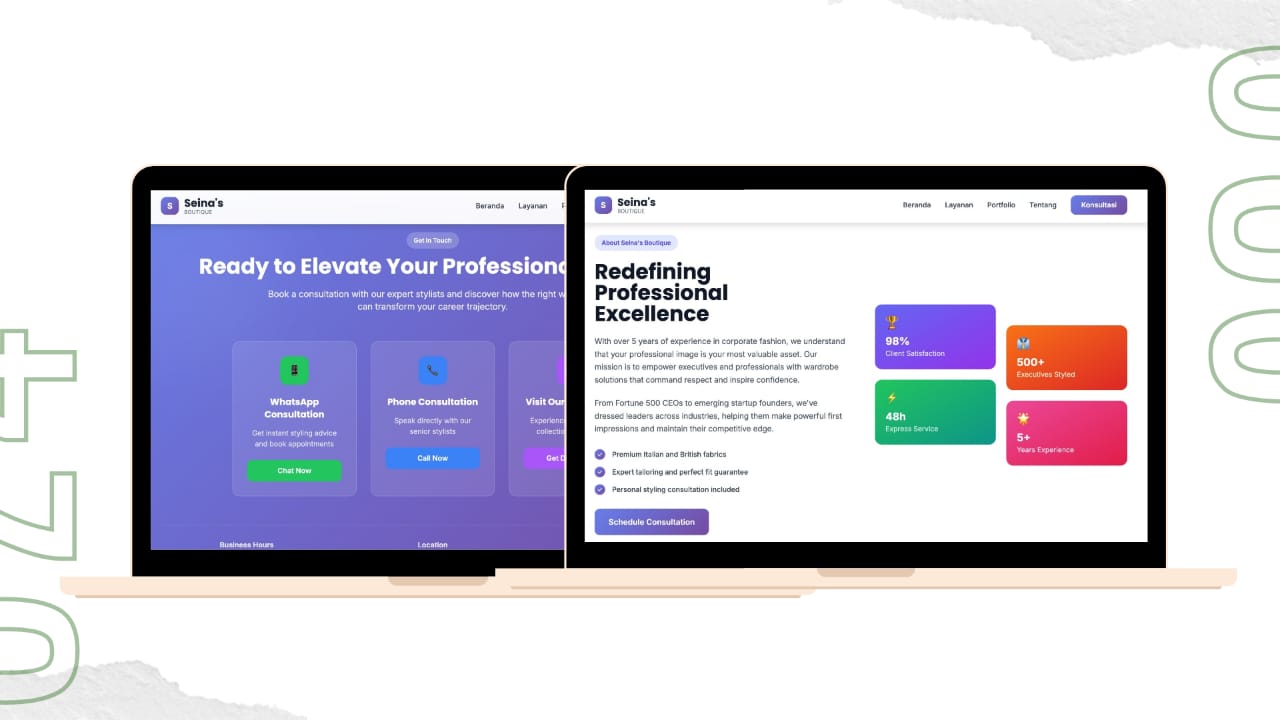 Seina's
BOUTIQUE
Beranda
Layanan
Get In Touch
Ready to Elevate Your Professiona
Book a consultation with our expert stylists and discover how the right w
can transform your career trajectory.
WhatsApp
Consultation
Get instant styling advice
and book appointments
Chat Now
Phone Consultation
Speak directly with our
senior stylists
Call Now
Visit Our
Experienc
collectio
Get D
Business Hours
Location
S
Seina's
BOUTIQUE
Beranda
Layanan
Portfolio
Tentang
Konsultasi
About Seina's Boutique
Redefining
Professional
Excellence
With over 5 years of experience in corporate fashion, we understand
that your professional image is your most valuable asset. Our
mission is to empower executives and professionals with wardrobe
solutions that command respect and inspire confidence.
From Fortune 500 CEOs to emerging startup founders, we've
dressed leaders across industries, helping them make powerful first
impressions and maintain their competitive edge.
Premium Italian and British fabrics
Expert tailoring and perfect fit guarantee
Personal styling consultation included
Schedule Consultation
98%
Client Satisfaction
500+
Executives Styled
48h
Express Service
5+
Years Experience